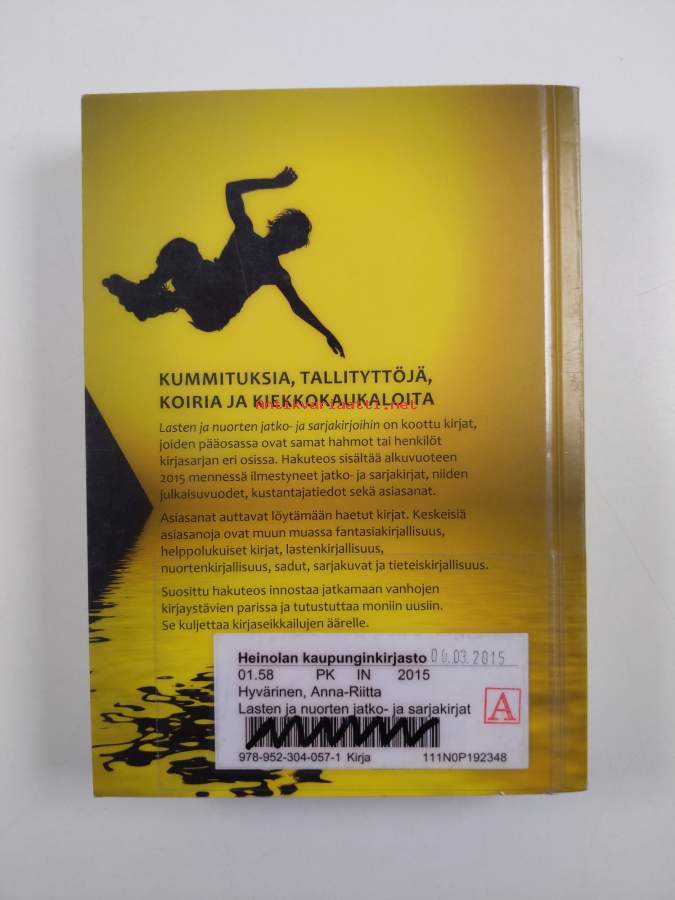 KUMMITUKSIA, TALLITYTTÖJÄ,
KOIRIA JA KIEKKOKAUKALOITA
Antikvariaatti.net
Lasten ja nuorten jatko- ja sarjakirjoihin on koottu kirjat,
joiden pääosassa ovat samat hahmot tai henkilöt
kirjasarjan eri osissa. Hakuteos sisältää alkuvuoteen
2015 mennessä ilmestyneet jatko- ja sarjakirjat, niiden
julkaisuvuodet, kustantajatiedot sekä asiasanat.
Asiasanat auttavat löytämään haetut kirjat. Keskeisiä
asiasanoja ovat muun muassa fantasiakirjallisuus,
helppolukuiset kirjat, lastenkirjallisuus,
nuortenkirjallisuus, sadut, sarjakuvat ja tieteiskirjallisuus.
Suosittu hakuteos innostaa jatkamaan vanhojen
kirjaystävien parissa ja tutustuttaa moniin uusiin.
Se kuljettaa kirjaseikkailujen äärelle.
Heinolan kaupunginkirjasto 00.03.2015
01.58 PK IN 2015
Hyvärinen, Anna-Riitta
Lasten ja nuorten jatko- ja sarjakirjat
A
978-952-304-057-1 Kirja 111N0P192348